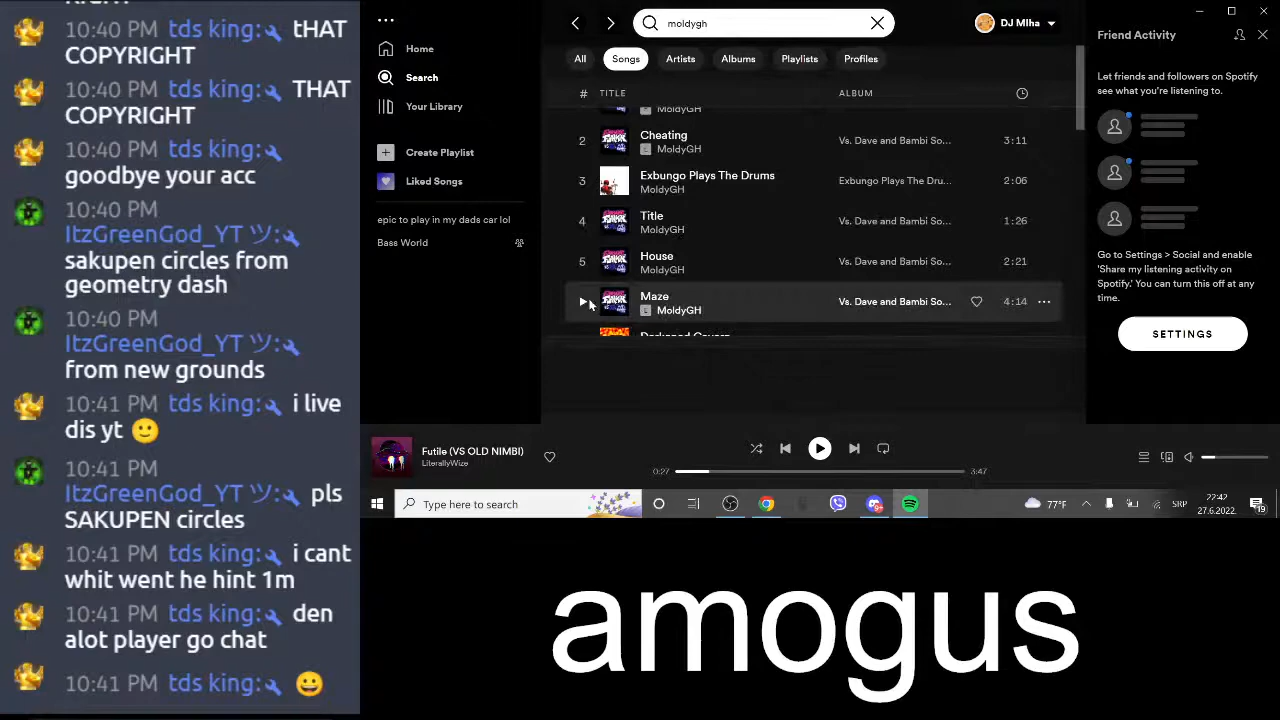 10:40 PM tds king: tHAT
COPYRIGHT
10:40 PM tds king: THAT
COPYRIGHT
10:40 PM tds king:
goodbye your acc
10:40 PM
ItzGreenGod_YT ツ:
sakupen circles from
geometry dash
10:40 PM
ItzGreenGod_YT ツ:
from new grounds
10:41 PM tds king: i live
dis yt
10:41 PM
ItzGreenGod_YT ツ: pls
SAKUPEN circles
10:41 PM tds king: i cant
whit went he hint 1m
10:41 PM tds king: den
alot player go chat
10:41 PM tds king:
Home
Search
Your Library
Create Playlist
Liked Songs
epic to play in my dads car lol
Bass World
moldygh
DJ Mlha
All Songs Artists Albums Playlists Profiles
# TITLE ALBUM
MoldyGH
2 Cheating Vs. Dave and Bambi So... 3:11
E MoldyGH
3 Exbungo Plays The Drums Exbungo Plays The Dru... 2:06
MoldyGH
4 Title Vs. Dave and Bambi So... 1:26
MoldyGH
5 House Vs. Dave and Bambi So... 2:21
MoldyGH
Maze Vs. Dave and Bambi So... 4:14
E MoldyGH
Friend Activity
Let friends and followers on Spotify
see what you're listening to.
Go to Settings > Social and enable
'Share my listening activity on
Spotify.' You can turn this off at any
time.
SETTINGS
Futile (VS OLD NIMBI)
LiterallyWize
0:27 3:47
Type here to search
77°F
SRP
22:42
27.6.2022.
19
amogus